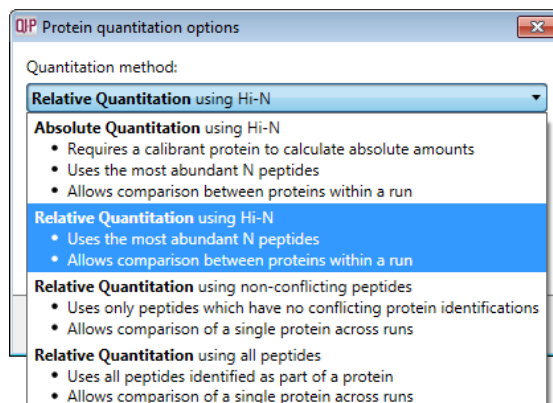 QIP Protein quantitation options
Quantitation method:
Relative Quantitation using Hi-N
Absolute Quantitation using Hi-N
• Requires a calibrant protein to calculate absolute amounts
• Uses the most abundant N peptides
• Allows comparison between proteins within a run
Relative Quantitation using Hi-N
• Uses the most abundant N peptides
• Allows comparison between proteins within a run
Relative Quantitation using non-conflicting peptides
• Uses only peptides which have no conflicting protein identifications
• Allows comparison of a single protein across runs
Relative Quantitation using all peptides
• Uses all peptides identified as part of a protein
• Allows comparison of a single protein across runs